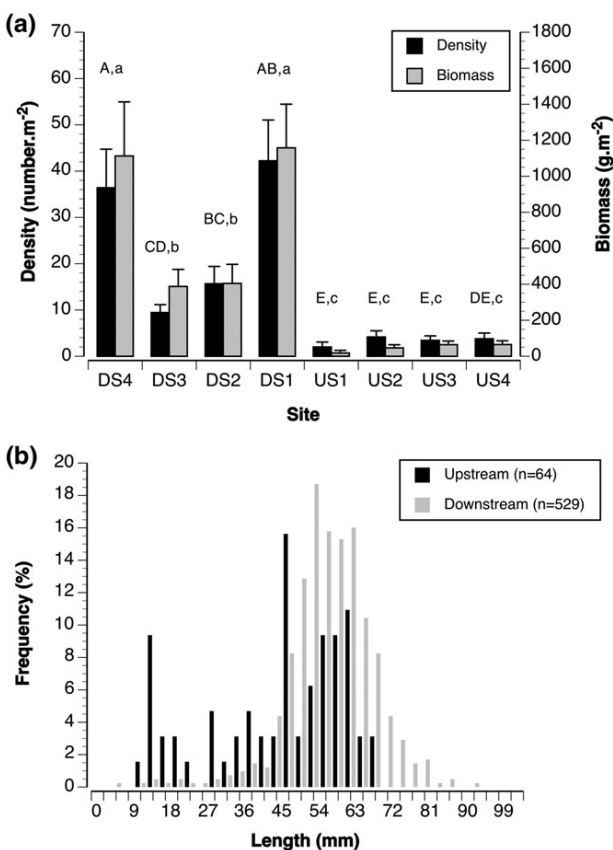 (a)
70
60
50
40
30
20
10
0
Density (number.m-2)
1800
1600
1400
1200
1000
800
600
400
200
0
Biomass (g.m-2)
Density
Biomass
A,a
CD,b
BC,b
AB,a
E,c
E,c
E,c
DE,c
DS4 DS3 DS2 DS1 US1 US2 US3 US4
Site
(b)
20
18
16
14
12
10
8
6
4
2
0
Frequency (%)
Upstream (n=64)
Downstream (n=529)
0 9 18 27 36 45 54 63 72 81 90 99
Length (mm)